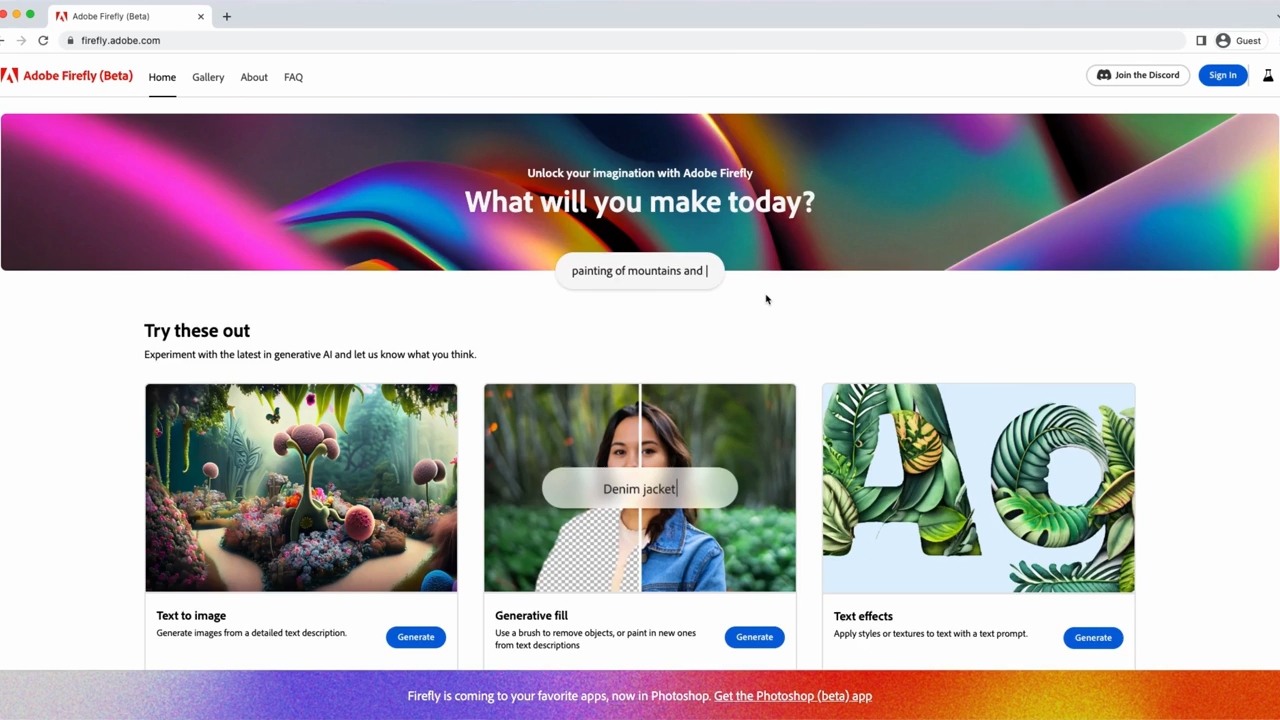 Adobe Firefly (Beta)
firefly.adobe.com
Guest
Adobe Firefly (Beta)
Home
Gallery
About
FAQ
Join the Discord
Sign In
Unlock your imagination with Adobe Firefly
What will you make today?
painting of mountains and
Try these out
Experiment with the latest in generative AI and let us know what you think.
Denim jacket
Ag
Text to image
Generate images from a detailed text description.
Generate
Generative fill
Use a brush to remove objects, or paint in new ones
from text descriptions
Generate
Text effects
Apply styles or textures to text with a text prompt.
Generate
Firefly is coming to your favorite apps, now in Photoshop. Get the Photoshop (beta) app